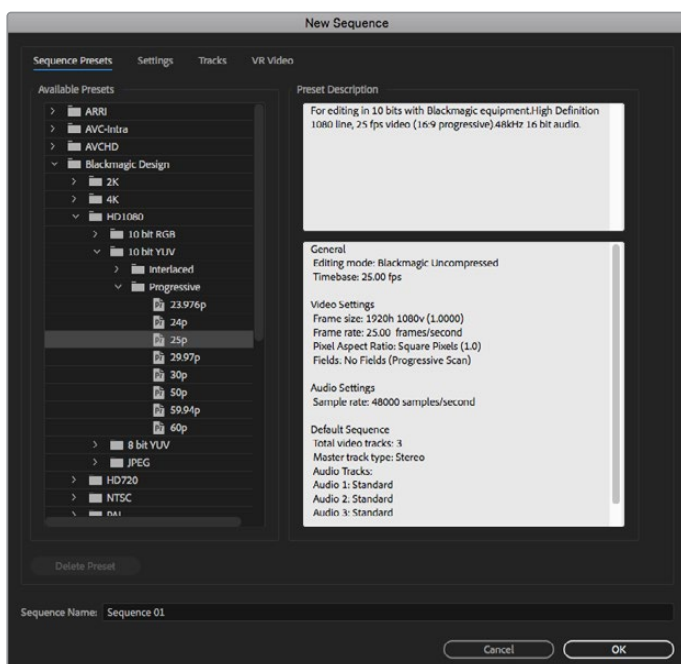 New Sequence
Sequence Presets Settings Tracks VR Video
Available Presets
ARRI
AVC-Intra
AVCHD
Blackmagic Design
2K
4K
HD1080
10 bit RGB
10 bit YUV
Interlaced
Progressive
23.976p
24p
25p
29.97p
30p
50p
59.94p
60p
8 bit YUV
JPEG
HD720
NTSC
PAL
Preset Description
For editing in 10 bits with Blackmagic equipment.High Definition
1080 line, 25 fps video (16:9 progressive) 48kHz 16 bit audio.
General
Editing mode: Blackmagic Uncompressed
Timebase: 25.00 fps
Video Settings
Frame size: 1920h 1080v (1.0000)
Frame rate: 25.00 frames/second
Pixel Aspect Ratio: Square Pixels (1.0)
Fields: No Fields (Progressive Scan)
Audio Settings
Sample rate: 48000 samples/second
Default Sequence
Total video tracks: 3
Master track type: Stereo
Audio Tracks:
Audio 1: Standard
Audio 2: Standard
Audio 3: Standard
Delete Preset
Sequence Name: Sequence 01
Cancel OK